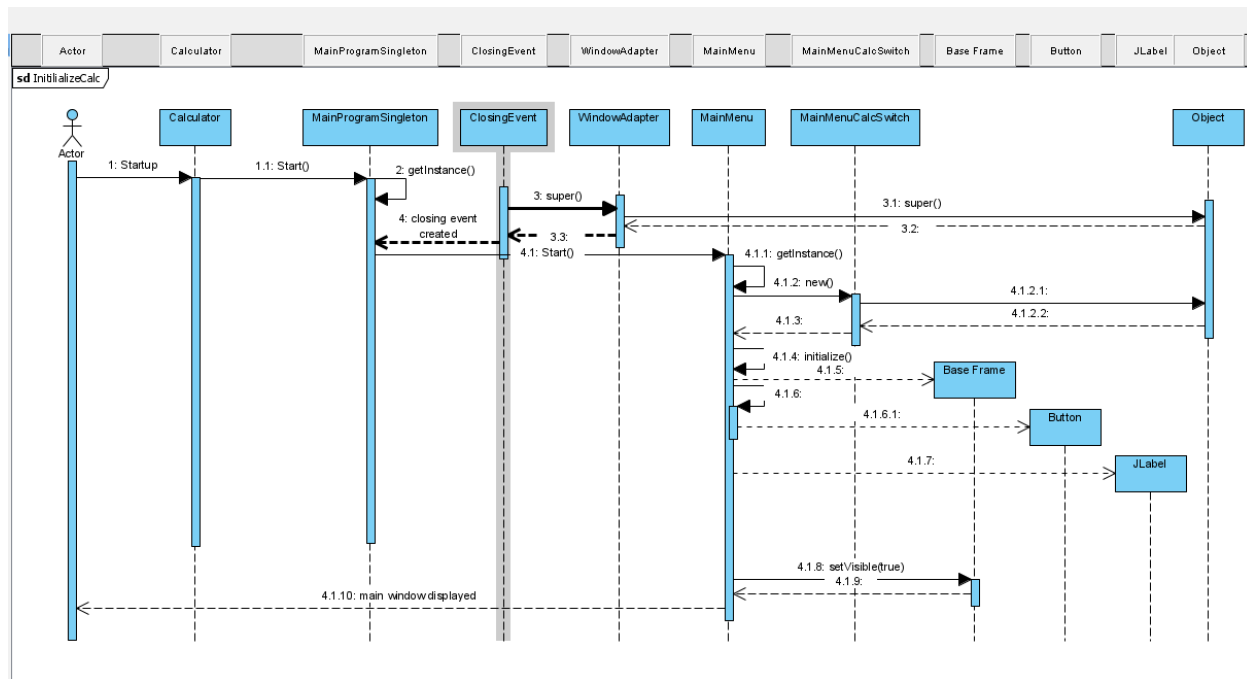 Actor
Calculator
MainProgramSingleton
ClosingEvent
WindowAdapter
MainMenu
MainMenuCalcSwitch
Base Frame
Button
JLabel
Object
sd InitilializeCalc
Calculator
MainProgramSingleton
ClosingEvent
WindowAdapter
MainMenu
MainMenuCalcSwitch
Object
Actor
1: Startup
1.1: Start()
2: getInstance()
3: super()
3.1: super()
4: closing event
created
3.3:
3.2:
4.1: Start()
4.1.1: getInstance()
4.1.2: new()
4.1.2.1:
4.1.3:
4.1.2.2:
4.1.4: initialize()
4.1.5:
Base Frame
4.1.6:
4.1.6.1:
Button
4.1.7:
JLabel
4.1.8: setVisible(true)
4.1.9:
4.1.10: main window displayed